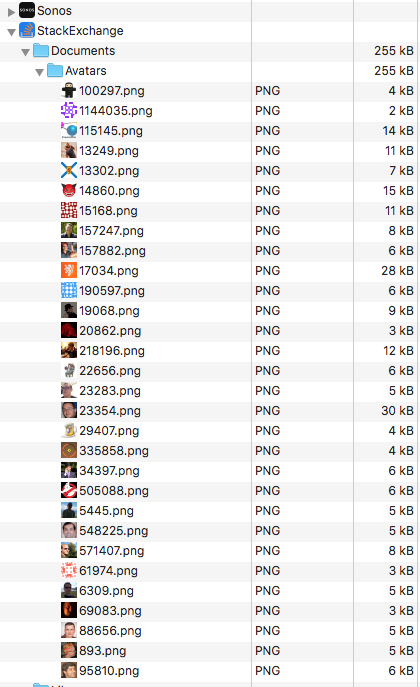 SONOS Sonos
StackExchange
Documents 255 kB
Avatars 255 kB
100297.png PNG 4 kB
1144035.png PNG 2 kB
115145.png PNG 14 kB
13249.png PNG 11 kB
13302.png PNG 7 kB
14860.png PNG 15 kB
15168.png PNG 11 kB
157247.png PNG 8 kB
157882.png PNG 6 kB
17034.png PNG 28 kB
190597.png PNG 6 kB
19068.png PNG 9 kB
20862.png PNG 3 kB
218196.png PNG 12 kB
22656.png PNG 6 kB
23283.png PNG 5 kB
23354.png PNG 30 kB
29407.png PNG 4 kB
335858.png PNG 4 kB
34397.png PNG 6 kB
505088.png PNG 6 kB
5445.png PNG 5 kB
548225.png PNG 5 kB
571407.png PNG 8 kB
61974.png PNG 3 kB
6309.png PNG 5 kB
69083.png PNG 3 kB
88656.png PNG 5 kB
893.png PNG 5 kB
95810.png PNG 6 kB